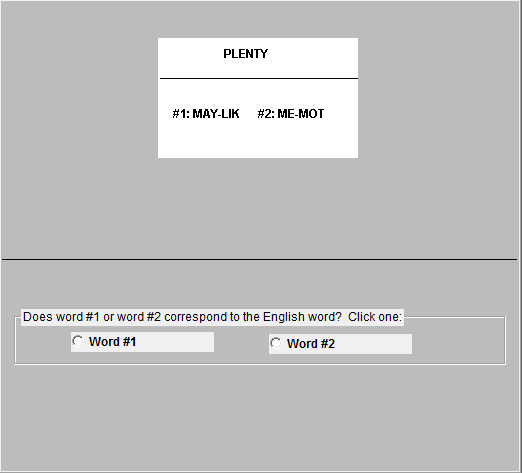 PLENTY
#1: MAY-LIK #2: ME-MOT
Does word #1 or word #2 correspond to the English word? Click one:
Word #1 Word #2